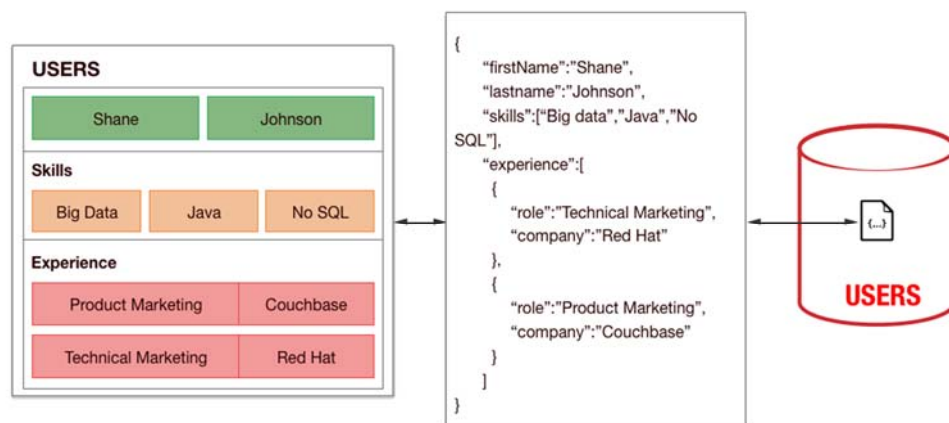 USERS
Shane Johnson
Skills
Big Data Java No SQL
Experience
Product Marketing Couchbase
Technical Marketing Red Hat
{
“firstName”:”Shane”,
“lastname”:”Johnson”,
“skills”:[“Big data”,”Java”,”No
SQL”],
“experience”:[
{
“role”:”Technical Marketing”,
“company”:”Red Hat”
},
{
“role”:”Product Marketing”,
“company”:”Couchbase”
}
]
}
{...}
USERS